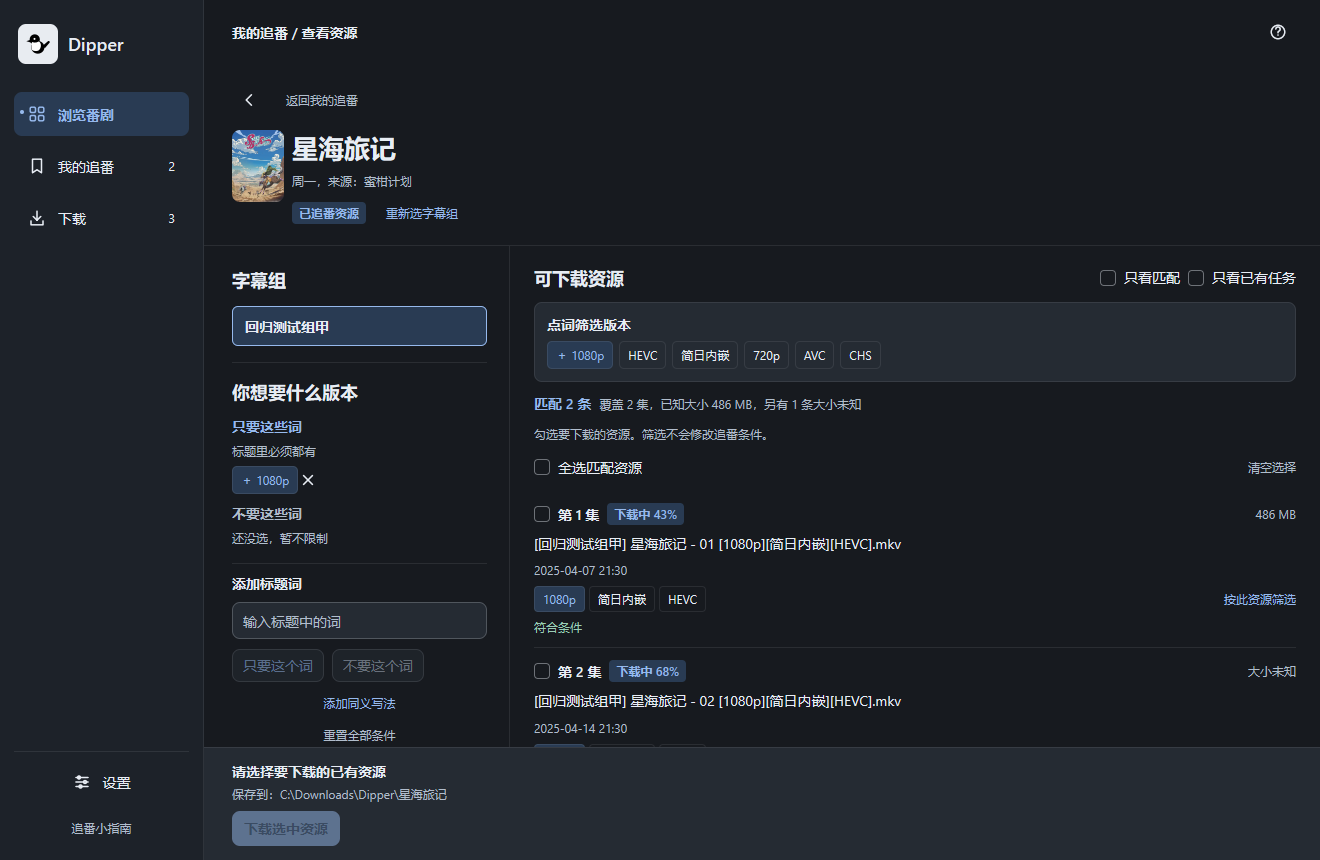 Dipper
浏览番剧
我的追番 2
下载 3
设置
追番小指南
我的追番 / 查看资源
返回我的追番
星海旅记
周一，来源：蜜柑计划
已追番资源 重新选字幕组
字幕组
回归测试组甲
你想要什么版本
只要这些词
标题里必须都有
+ 1080p
不要这些词
还没选，暂不限制
添加标题词
输入标题中的词
只要这个词 不要这个词
添加同义写法
重置全部条件
可下载资源 只看匹配 只看已有任务
点词筛选版本
+ 1080p HEVC 简日内嵌 720p AVC CHS
匹配 2 条 覆盖 2 集，已知大小 486 MB，另有 1 条大小未知
勾选要下载的资源。筛选不会修改追番条件。
全选匹配资源 清空选择
第 1 集 下载中 43% 486 MB
[回归测试组甲] 星海旅记 - 01 [1080p][简日内嵌][HEVC].mkv
2025-04-07 21:30
1080p 简日内嵌 HEVC 按此资源筛选
符合条件
第 2 集 下载中 68% 大小未知
[回归测试组甲] 星海旅记 - 02 [1080p][简日内嵌][HEVC].mkv
2025-04-14 21:30
请选择要下载的已有资源
保存到：C:\Downloads\Dipper\星海旅记
下载选中资源